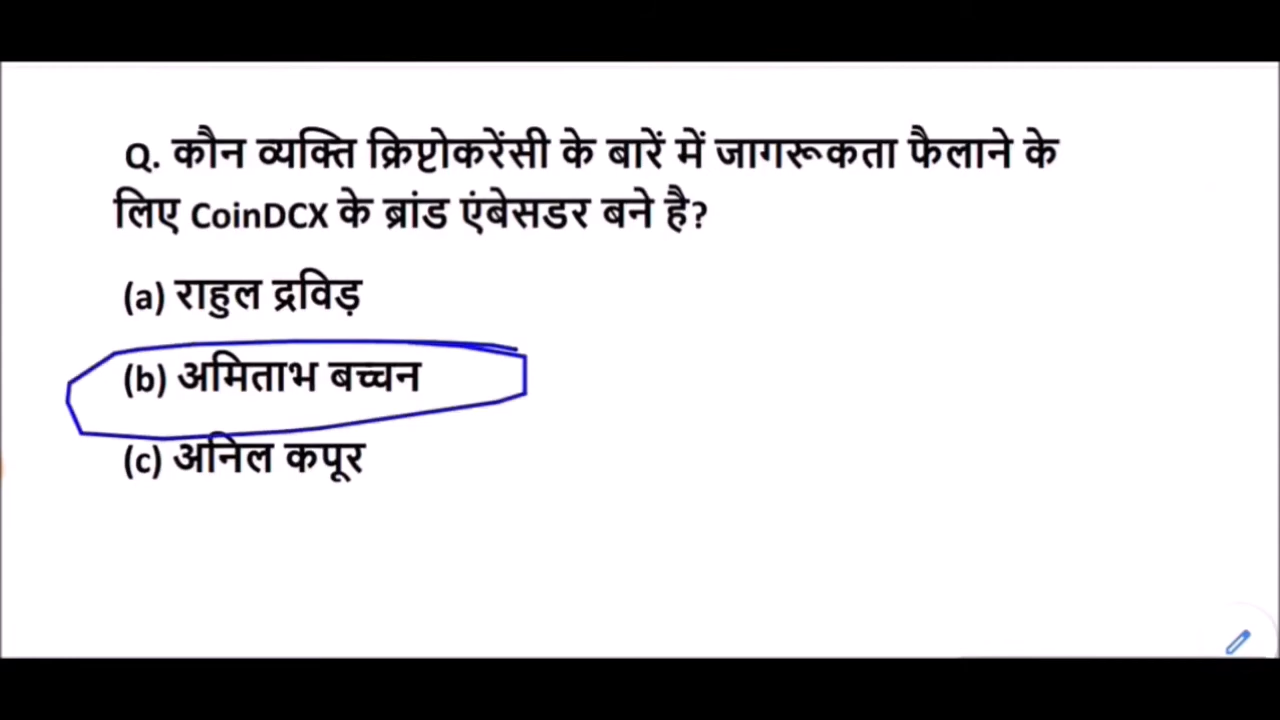 Q. कौन व्यक्ति क्रिप्टोकरेंसी के बारें में जागरूकता फैलाने के
लिए CoinDCX के ब्रांड एंबेसडर बने है?
(a) राहुल द्रविड़
(b) अमिताभ बच्चन
(c) अनिल कपूर